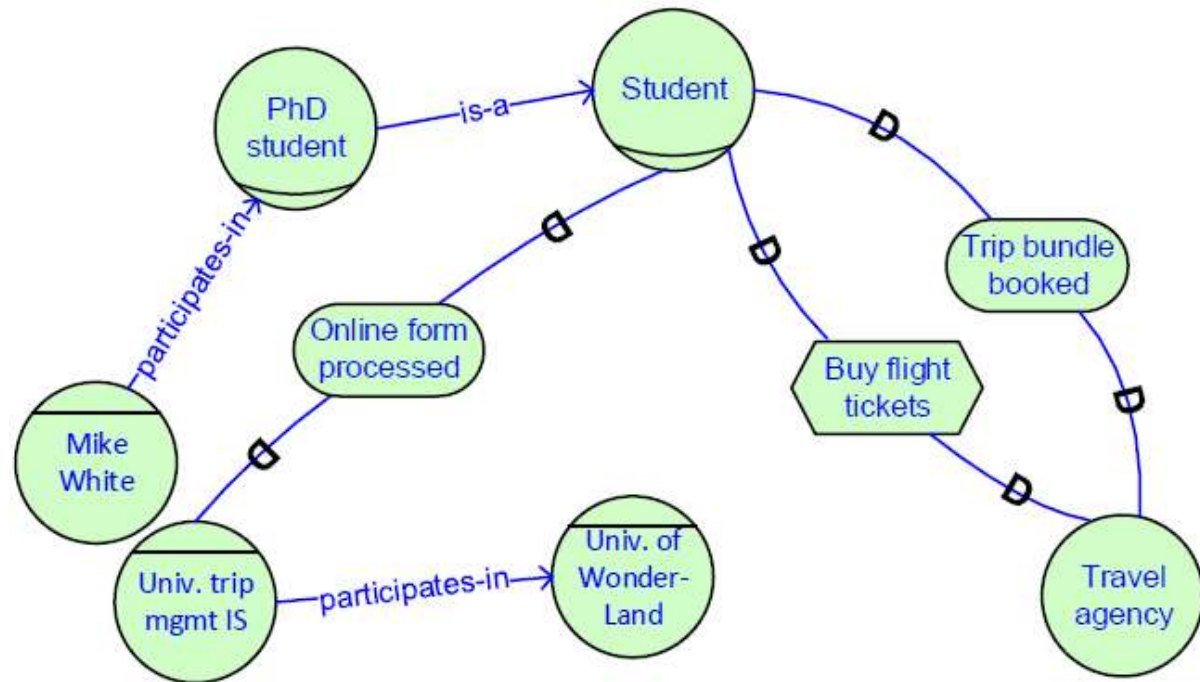 PhD
student
is-a
Student
D
D
D
participates-in
Trip bundle
booked
Online form
processed
Buy flight
tickets
D
D
D
Mike
White
Univ. trip
mgmt IS
participates-in
Univ. of
Wonder-
Land
Travel
agency